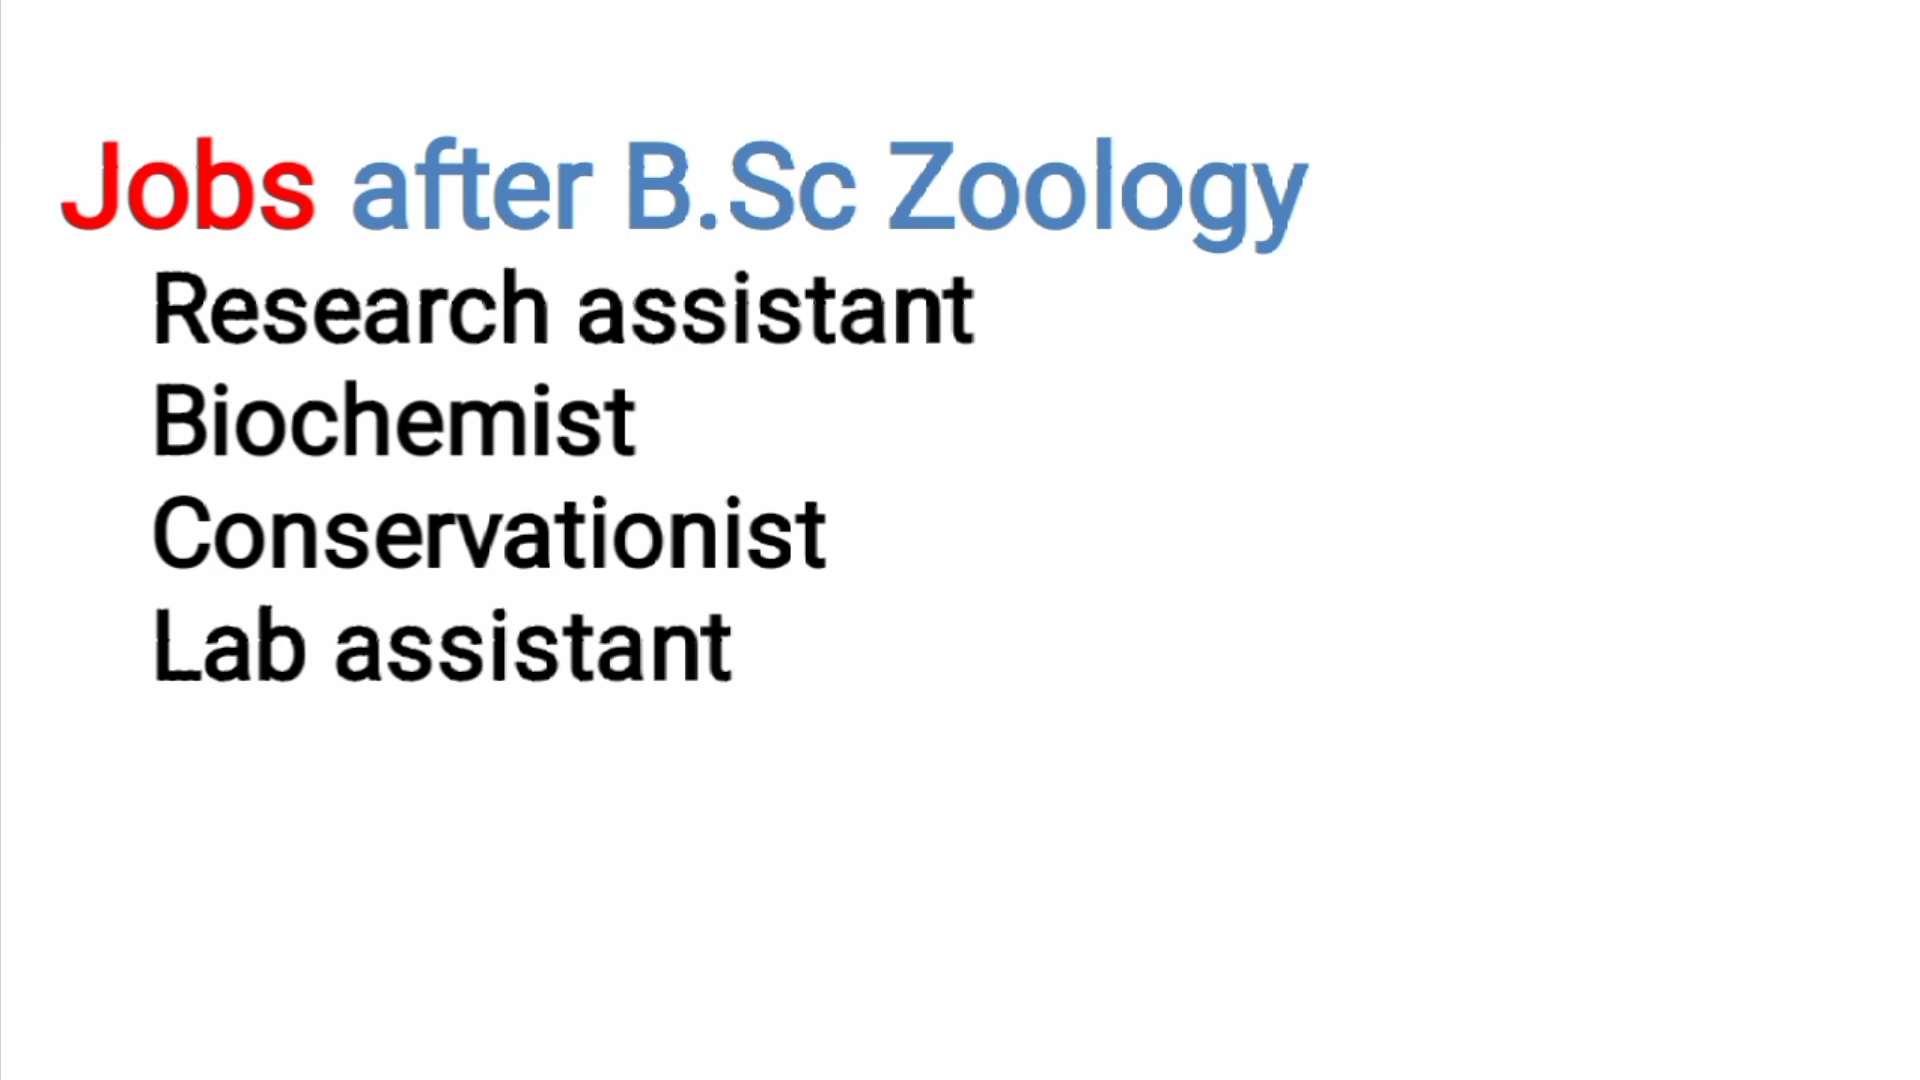 Jobs after B.Sc Zoology
Research assistant
Biochemist
Conservationist
Lab assistant